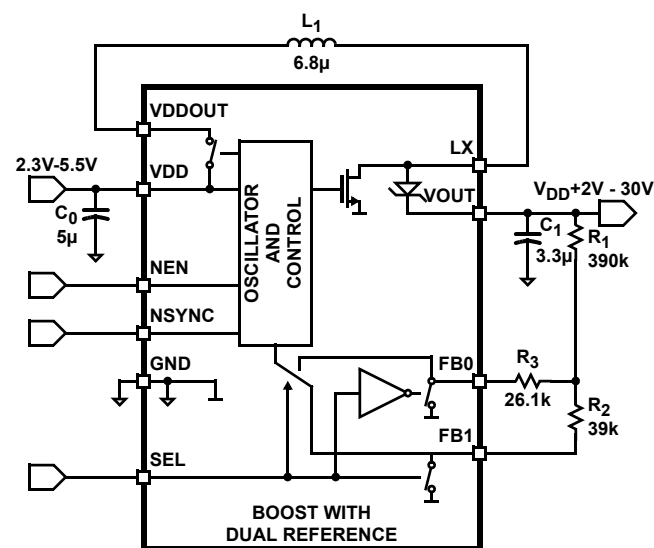 L1
6.8µ
VDDOUT
2.3V-5.5V
VDD
C0
5µ
OSCILLATOR
AND
CONTROL
LX
VOUT
VDD+2V - 30V
C1
3.3µ
R1
390k
NEN
NSYNC
GND
FB0
R3
26.1k
R2
39k
FB1
SEL
BOOST WITH
DUAL REFERENCE